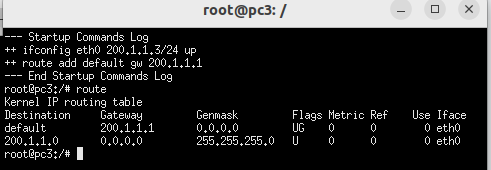 root@pc3: /
--- Startup Commands Log
++ ifconfig eth0 200.1.1.3/24 up
++ route add default gw 200.1.1.1
--- End Startup Commands Log
root@pc3:/# route
Kernel IP routing table
Destination     Gateway         Genmask         Flags Metric Ref    Use Iface
default         200.1.1.1       0.0.0.0         UG    0      0        0 eth0
200.1.1.0       0.0.0.0         255.255.255.0   U     0      0        0 eth0
root@pc3:/#